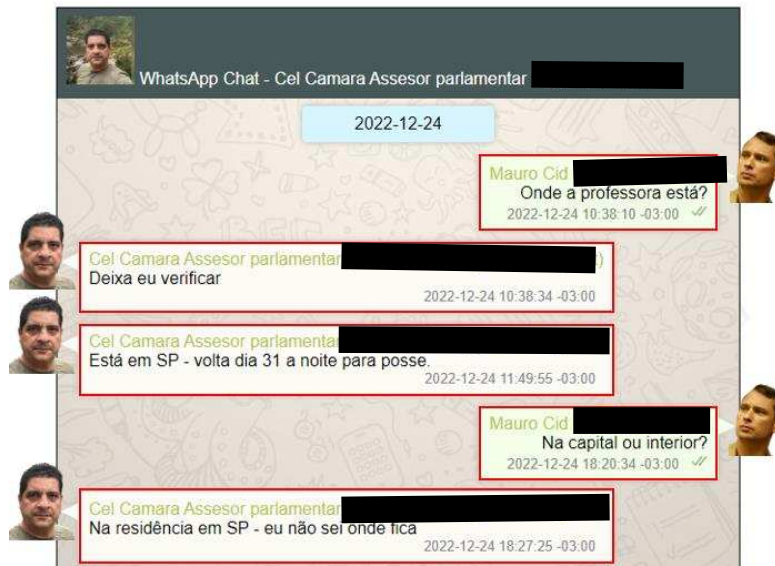 WhatsApp Chat - Cel Camara Assesor parlamentar
2022-12-24
Mauro Cid
Onde a professora está?
2022-12-24 10:38:10 -03:00
Cel Camara Assesor parlamentar
Deixa eu verificar
2022-12-24 10:38:34 -03:00
Cel Camara Assesor parlamentar
Está em SP - volta dia 31 a noite para posse.
2022-12-24 11:49:55 -03:00
Mauro Cid
Na capital ou interior?
2022-12-24 18:20:34 -03:00
Cel Camara Assesor parlamentar
Na residência em SP - eu não sei onde fica
2022-12-24 18:27:25 -03:00